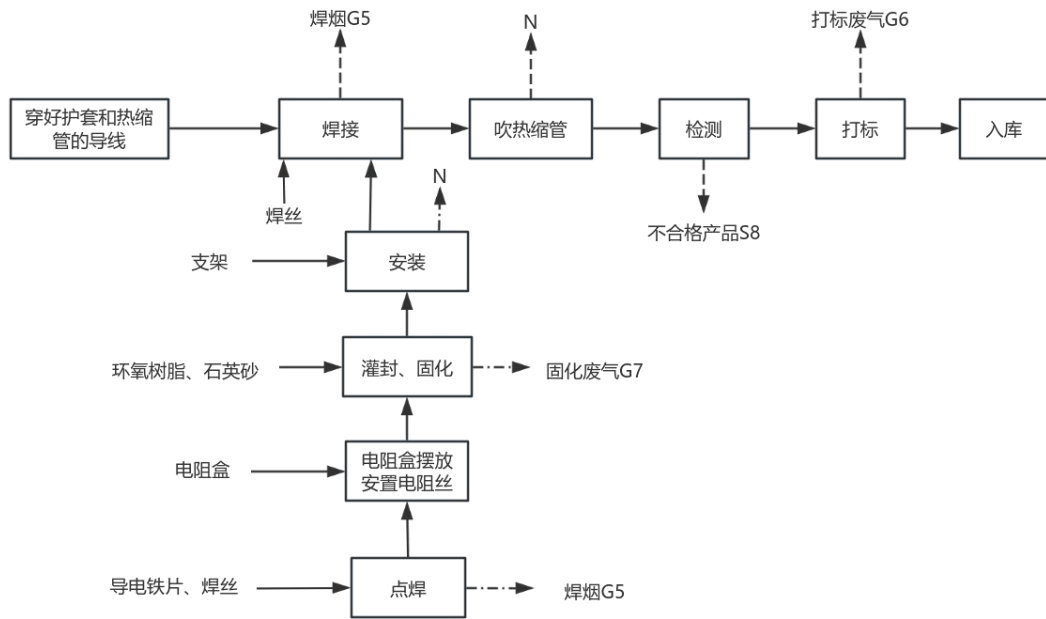 焊烟G5
N
打标废气G6
穿好护套和热缩
管的导线
焊接
吹热缩管
检测
打标
入库
焊丝
N
不合格产品S8
支架
安装
环氧树脂、石英砂
灌封、固化
固化废气G7
电阻盒
电阻盒摆放
安置电阻丝
导电铁片、焊丝
点焊
焊烟G5